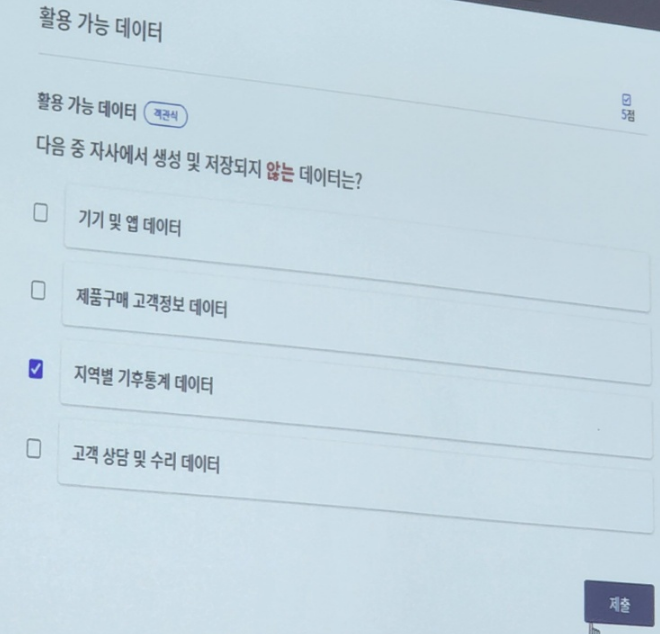 활용 가능 데이터
활용 가능 데이터 객관식
5점
다음 중 자사에서 생성 및 저장되지 않는 데이터는?
기기 및 앱 데이터
제품구매 고객정보 데이터
지역별 기후통계 데이터
고객 상담 및 수리 데이터
제출